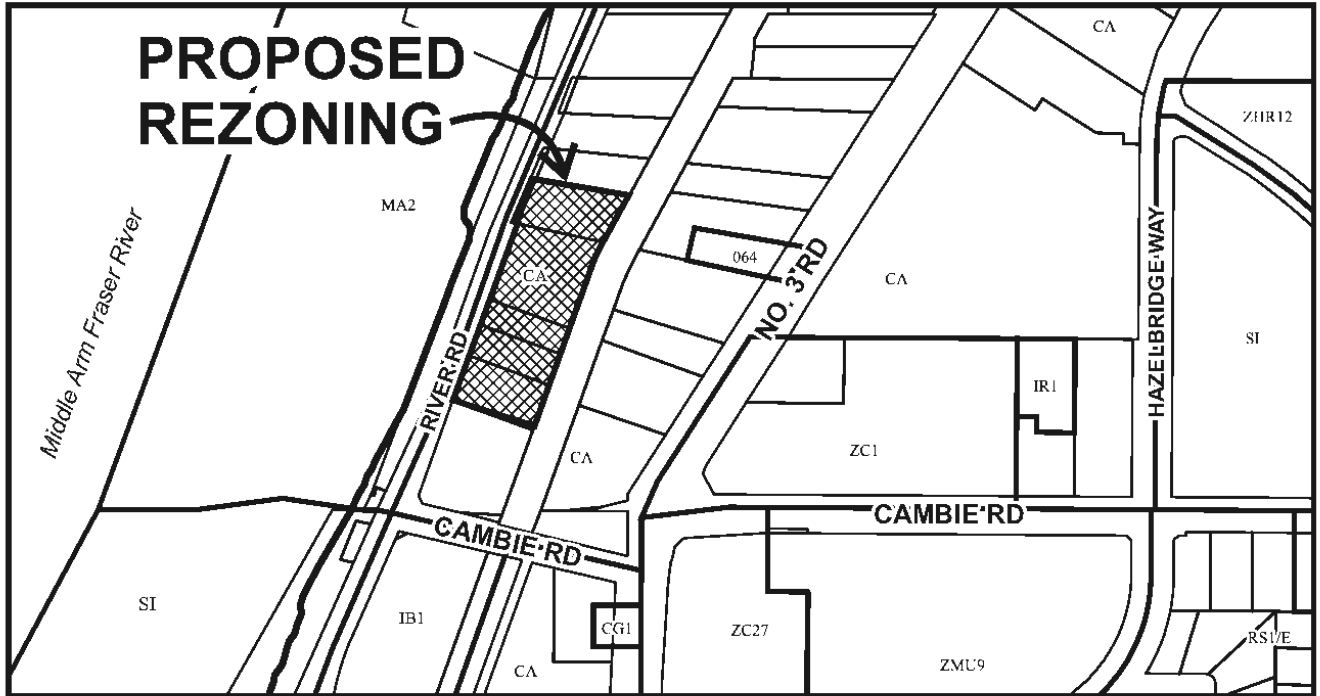 PROPOSED
REZONING
CA
ZHR12
MA2
Middle Arm Fraser River
CA
064
NO. 3 RD
CA
HAZELBRIDGE WAY
SI
RIVER RD
IR1
ZC1
CA
CAMBIE RD
CAMBIE RD
SI
IB1
CG1
CA
ZC27
ZMU9
RS1/E